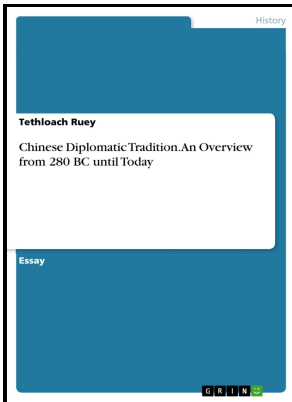 History
Tethloach Ruey
Chinese Diplomatic Tradition. An Overview
from 280 BC until Today
Essay
GRIN